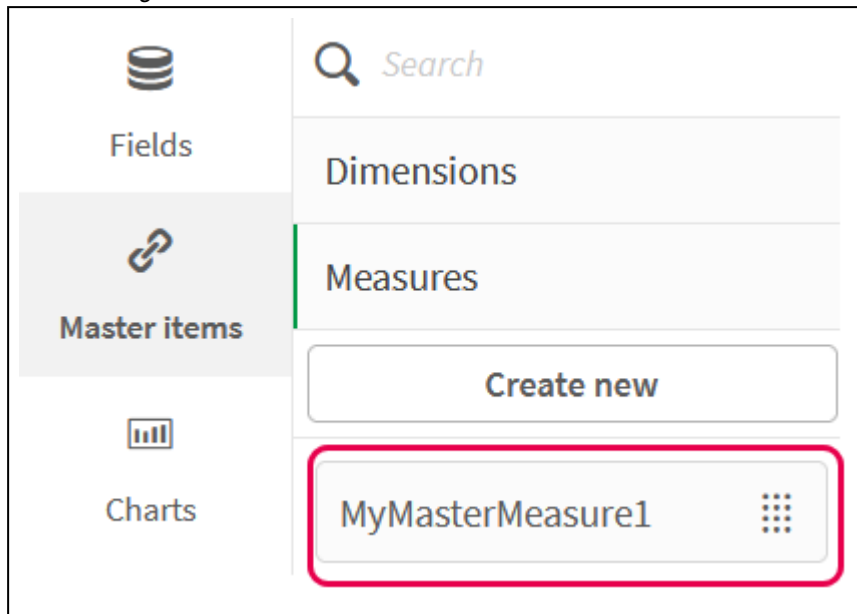 Search
Fields
Dimensions
Measures
Master items
Create new
Charts
MyMasterMeasure1